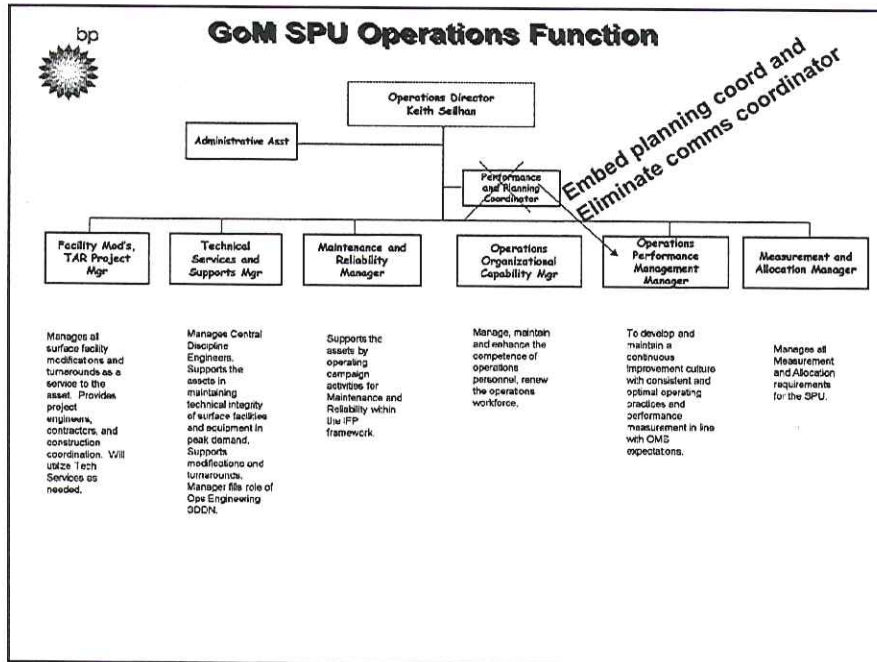 bp
GoM SPU Operations Function
Embed planning coord and
Eliminate comms coordinator
Operations Director
Keith Seilhan
Administrative Asst
Performance
and Planning
Coordinator
Facility Mod's,
TAR Project
Mgr
Technical
Services and
Supports Mgr
Maintenance and
Reliability
Manager
Operations
Organizational
Capability Mgr
Operations
Performance
Management
Manager
Measurement and
Allocation Manager
Manages all
surface facility
modifications and
turnarounds as a
service to the
asset. Provides
project
engineers,
contractors, and
construction
coordination. Will
utilize Tech
Services as
needed.
Manages Central
Discipline
Engineers.
Supports the
assets in
maintaining
technical integrity
of surface facilities
and equipment in
peak demand.
Supports
modifications and
turnarounds.
Manager fills role of
Ops Engineering
Supports the
assets by
operating
campaign
activities for
Maintenance and
Reliability within
the IFP
framework.
Manage, maintain
and enhance the
competence of
operations
personnel, renew
the operations
workforce.
To develop and
maintain a
continuous
improvement culture
with consistent and
optimal operating
practices and
performance
measurement in line
with OMS
expectations.
Manages all
Measurement
and Allocation
requirements
for the SPU.